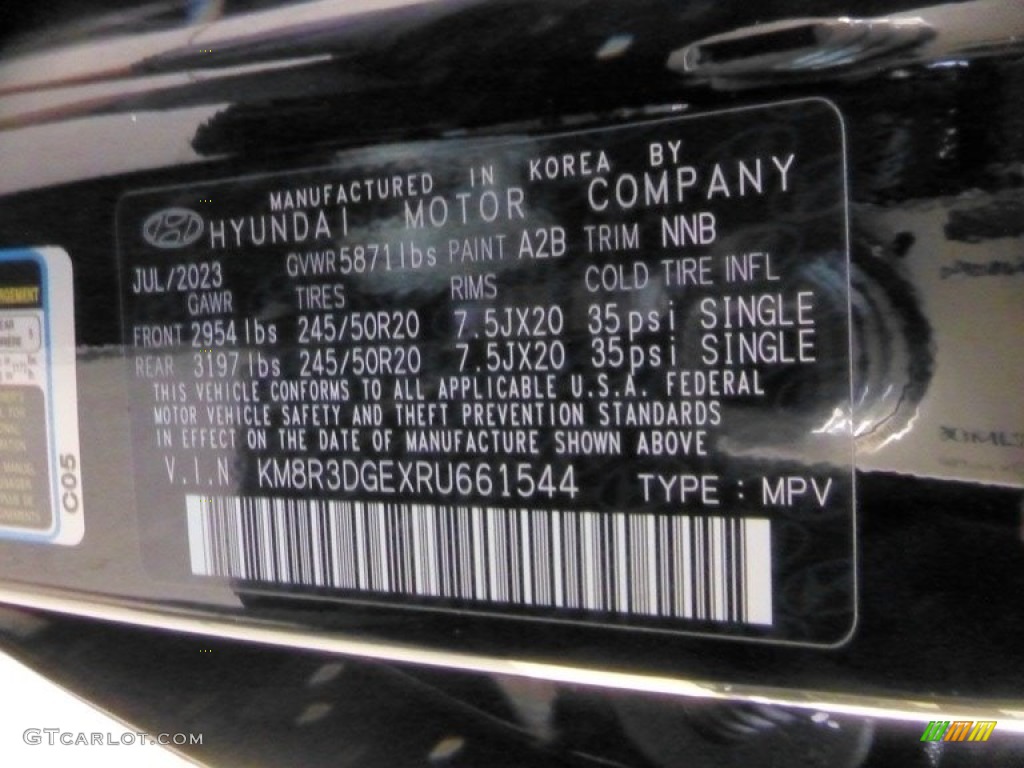 MANUFACTURED IN KOREA BY
HYUNDAI MOTOR COMPANY
JUL/2023 GVWR 5871lbs PAINT A2B TRIM NNB
GAWR TIRES RIMS COLD TIRE INFL
FRONT 2954 lbs 245/50R20 7.5JX20 35psi SINGLE
REAR 3197 lbs 245/50R20 7.5JX20 35psi SINGLE
THIS VEHICLE CONFORMS TO ALL APPLICABLE U.S.A. FEDERAL
MOTOR VEHICLE SAFETY AND THEFT PREVENTION STANDARDS
IN EFFECT ON THE DATE OF MANUFACTURE SHOWN ABOVE
V.I.N KM8R3DGEXRU661544 TYPE : MPV
C05
GTCARLOT.COM